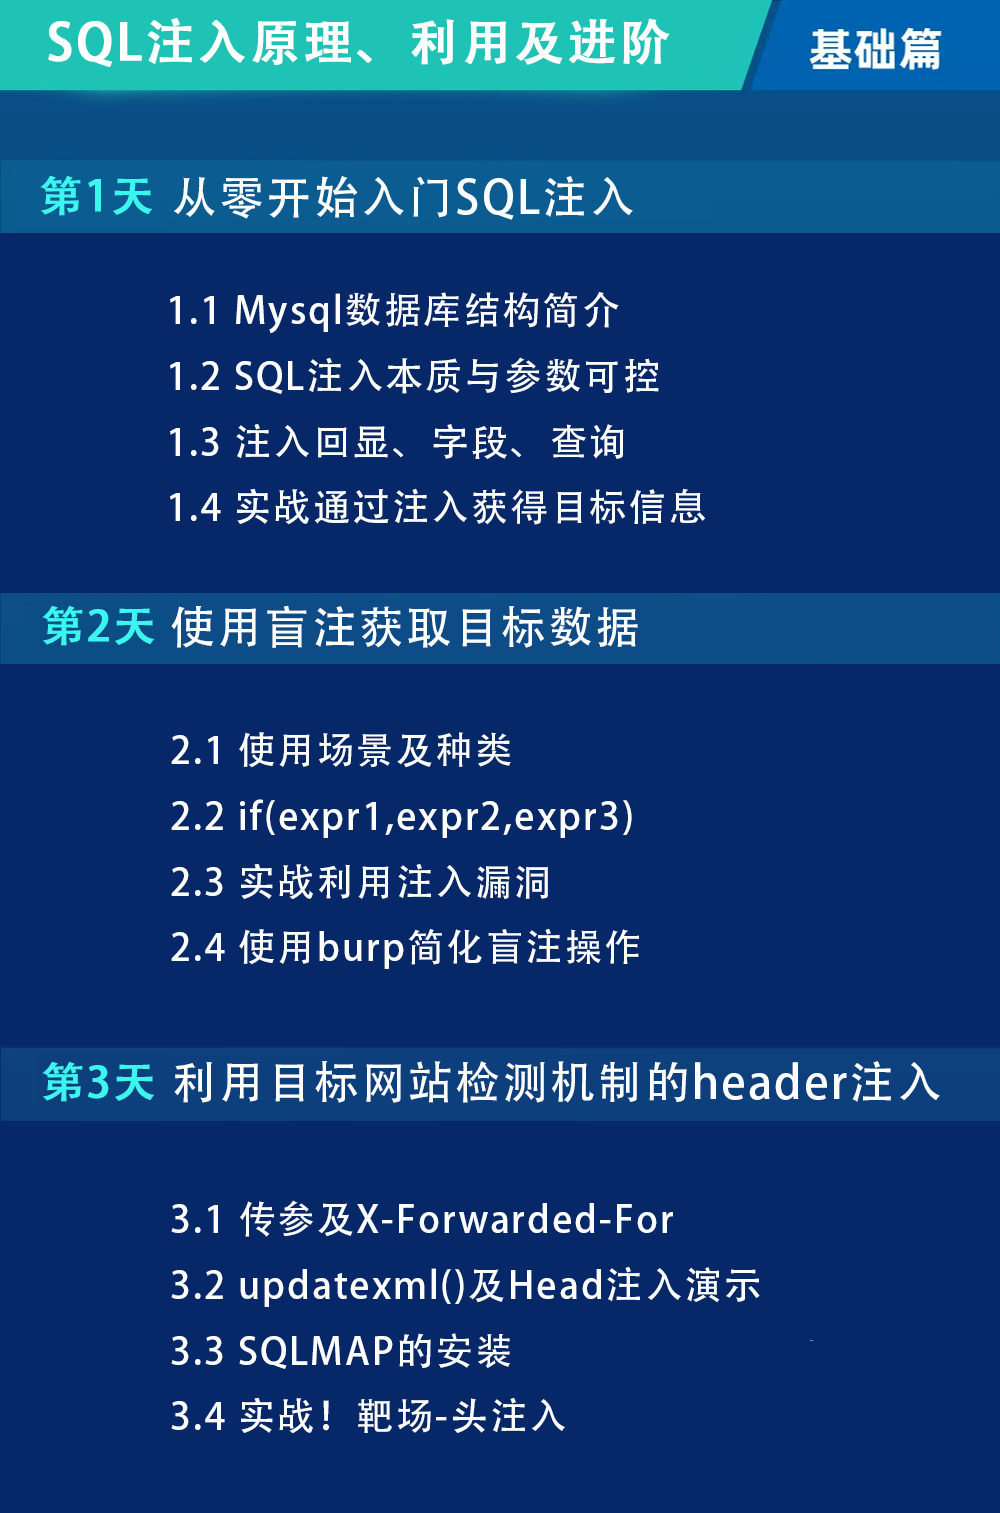 SQL注入原理、利用及进阶
基础篇
第1天 从零开始入门SQL注入
1.1 Mysql数据库结构简介
1.2 SQL注入本质与参数可控
1.3 注入回显、字段、查询
1.4 实战通过注入获得目标信息
第2天 使用盲注获取目标数据
2.1 使用场景及种类
2.2 if(expr1,expr2,expr3)
2.3 实战利用注入漏洞
2.4 使用burp简化盲注操作
第3天 利用目标网站检测机制的header注入
3.1 传参及X-Forwarded-For
3.2 updatexml()及Head注入演示
3.3 SQLMAP的安装
3.4 实战！靶场-头注入